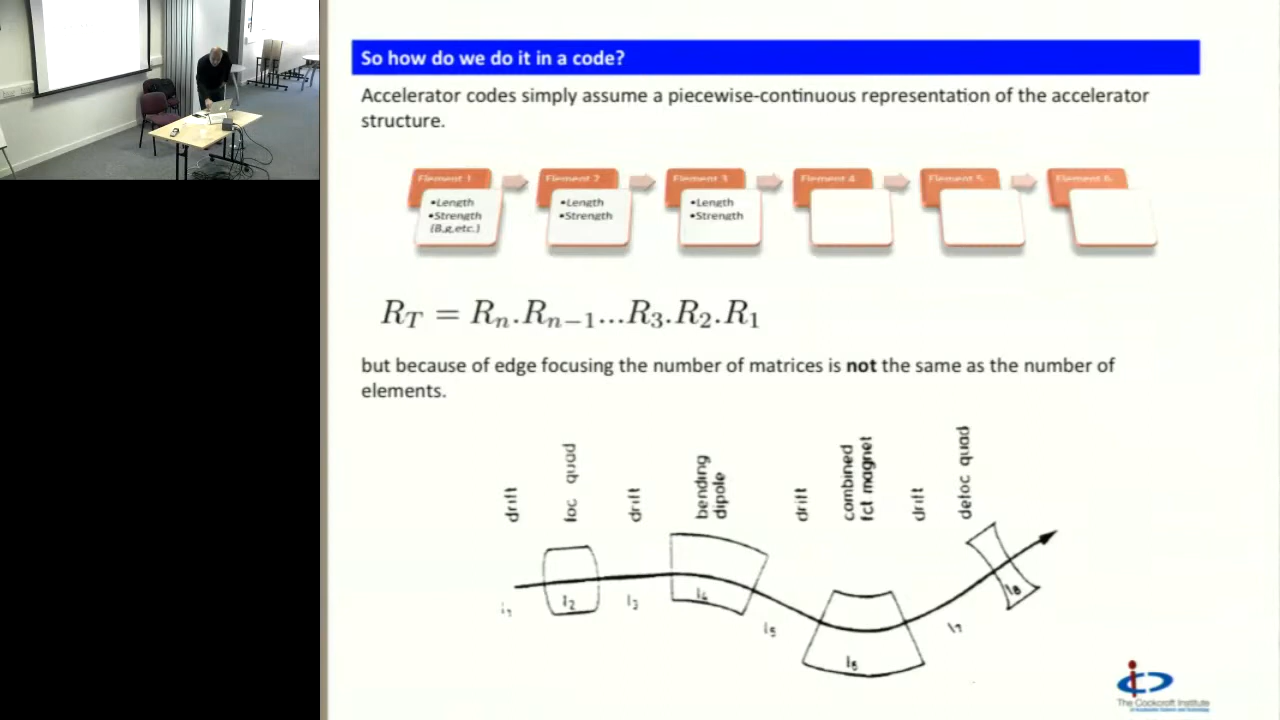 So how do we do it in a code?
Accelerator codes simply assume a piecewise-continuous representation of the accelerator
structure.
Element 1
Element 2
Element 3
Element 4
Element 5
Element 6
•Length
•Strength
(B,g,etc.)
•Length
•Strength
•Length
•Strength
R_T = R_n.R_{n-1}...R_3.R_2.R_1
but because of edge focusing the number of matrices is not the same as the number of
elements.
drift
foc quad
drift
bending
dipole
drift
combined
fct magnet
drift
defoc quad
l₁
l₂
l₃
l₄
l₅
l₆
l₇
l₈
The Cockcroft Institute